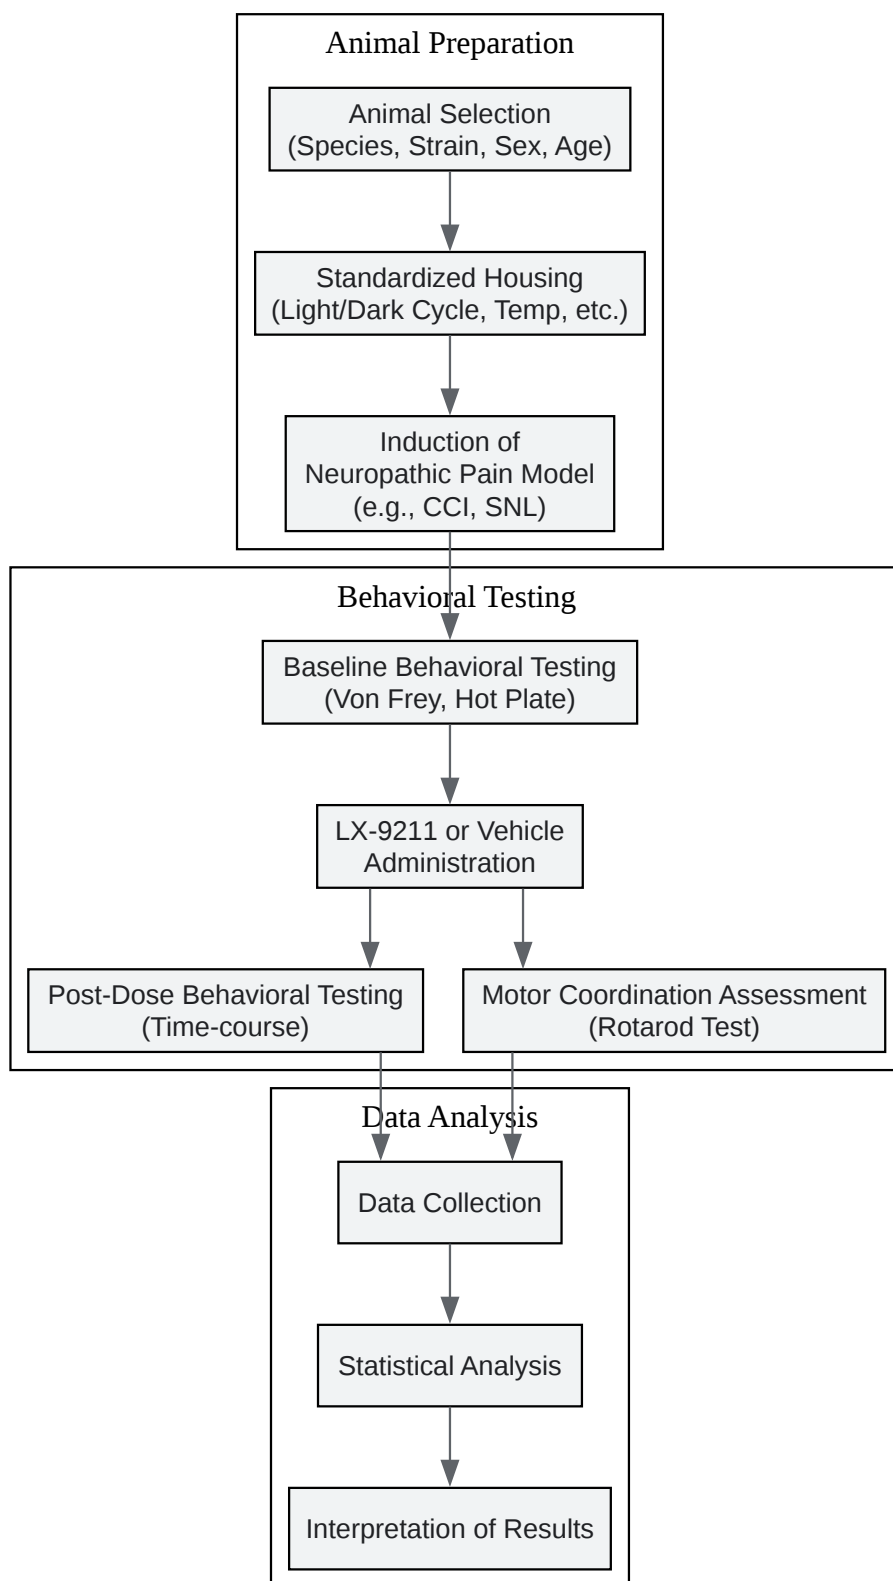 Animal Preparation
Animal Selection
(Species, Strain, Sex, Age)
Standardized Housing
(Light/Dark Cycle, Temp, etc.)
Induction of
Neuropathic Pain Model
(e.g., CCI, SNL)
Behavioral Testing
Baseline Behavioral Testing
(Von Frey, Hot Plate)
LX-9211 or Vehicle
Administration
Post-Dose Behavioral Testing
(Time-course)
Motor Coordination Assessment
(Rotarod Test)
Data Analysis
Data Collection
Statistical Analysis
Interpretation of Results